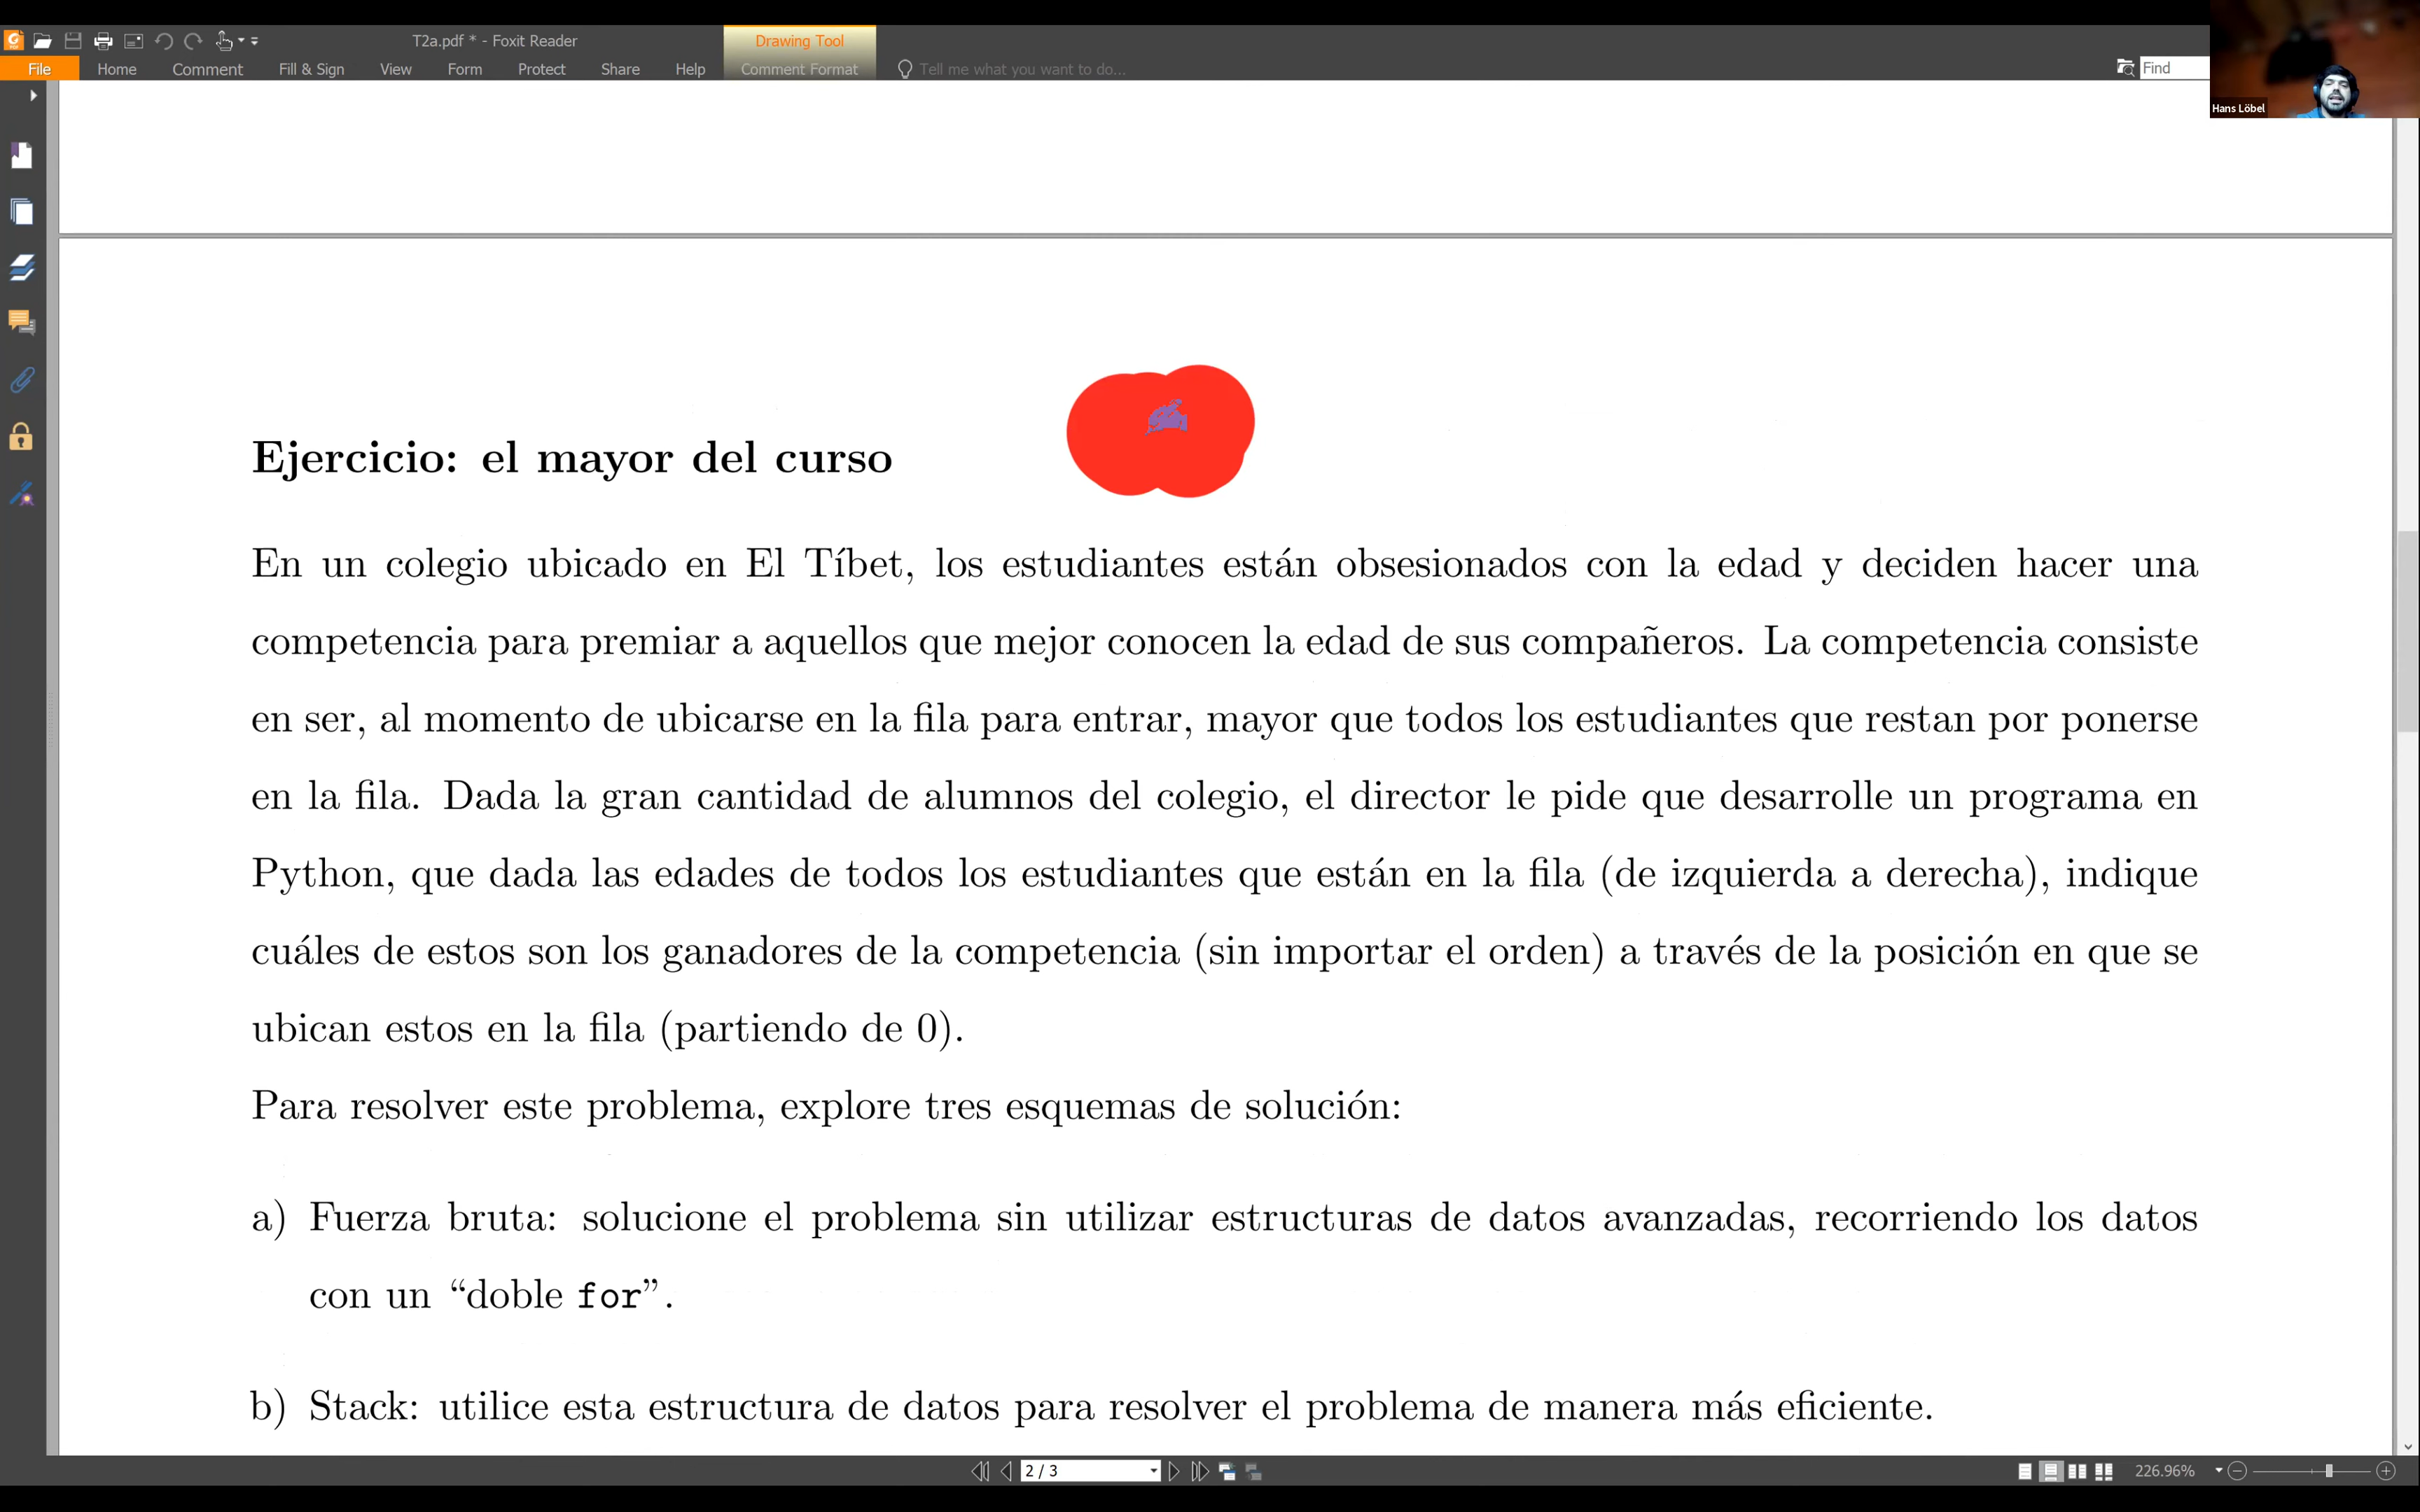 T2a.pdf * - Foxit Reader
Drawing Tool
File Home Comment Fill & Sign View Form Protect Share Help Comment Format Tell me what you want to do... Find
Hans Löbel
Ejercicio: el mayor del curso
En un colegio ubicado en El Tíbet, los estudiantes están obsesionados con la edad y deciden hacer una
competencia para premiar a aquellos que mejor conocen la edad de sus compañeros. La competencia consiste
en ser, al momento de ubicarse en la fila para entrar, mayor que todos los estudiantes que restan por ponerse
en la fila. Dada la gran cantidad de alumnos del colegio, el director le pide que desarrolle un programa en
Python, que dada las edades de todos los estudiantes que están en la fila (de izquierda a derecha), indique
cuáles de estos son los ganadores de la competencia (sin importar el orden) a través de la posición en que se
ubican estos en la fila (partiendo de 0).
Para resolver este problema, explore tres esquemas de solución:
a) Fuerza bruta: solucione el problema sin utilizar estructuras de datos avanzadas, recorriendo los datos
con un “doble for”.
b) Stack: utilice esta estructura de datos para resolver el problema de manera más eficiente.
2 / 3
226.96%